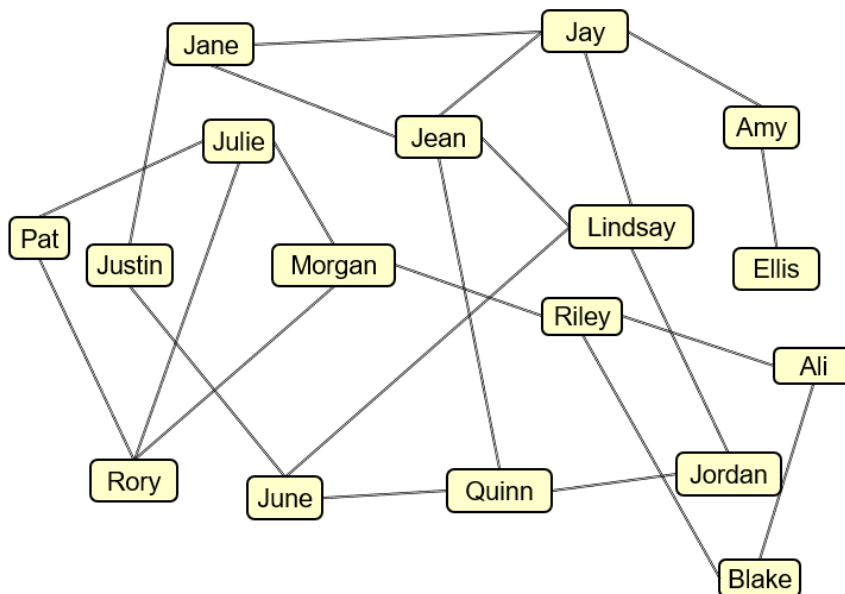 Jane
Jay
Amy
Julie
Jean
Lindsay
Pat
Justin
Morgan
Ellis
Riley
Ali
Rory
June
Quinn
Jordan
Blake